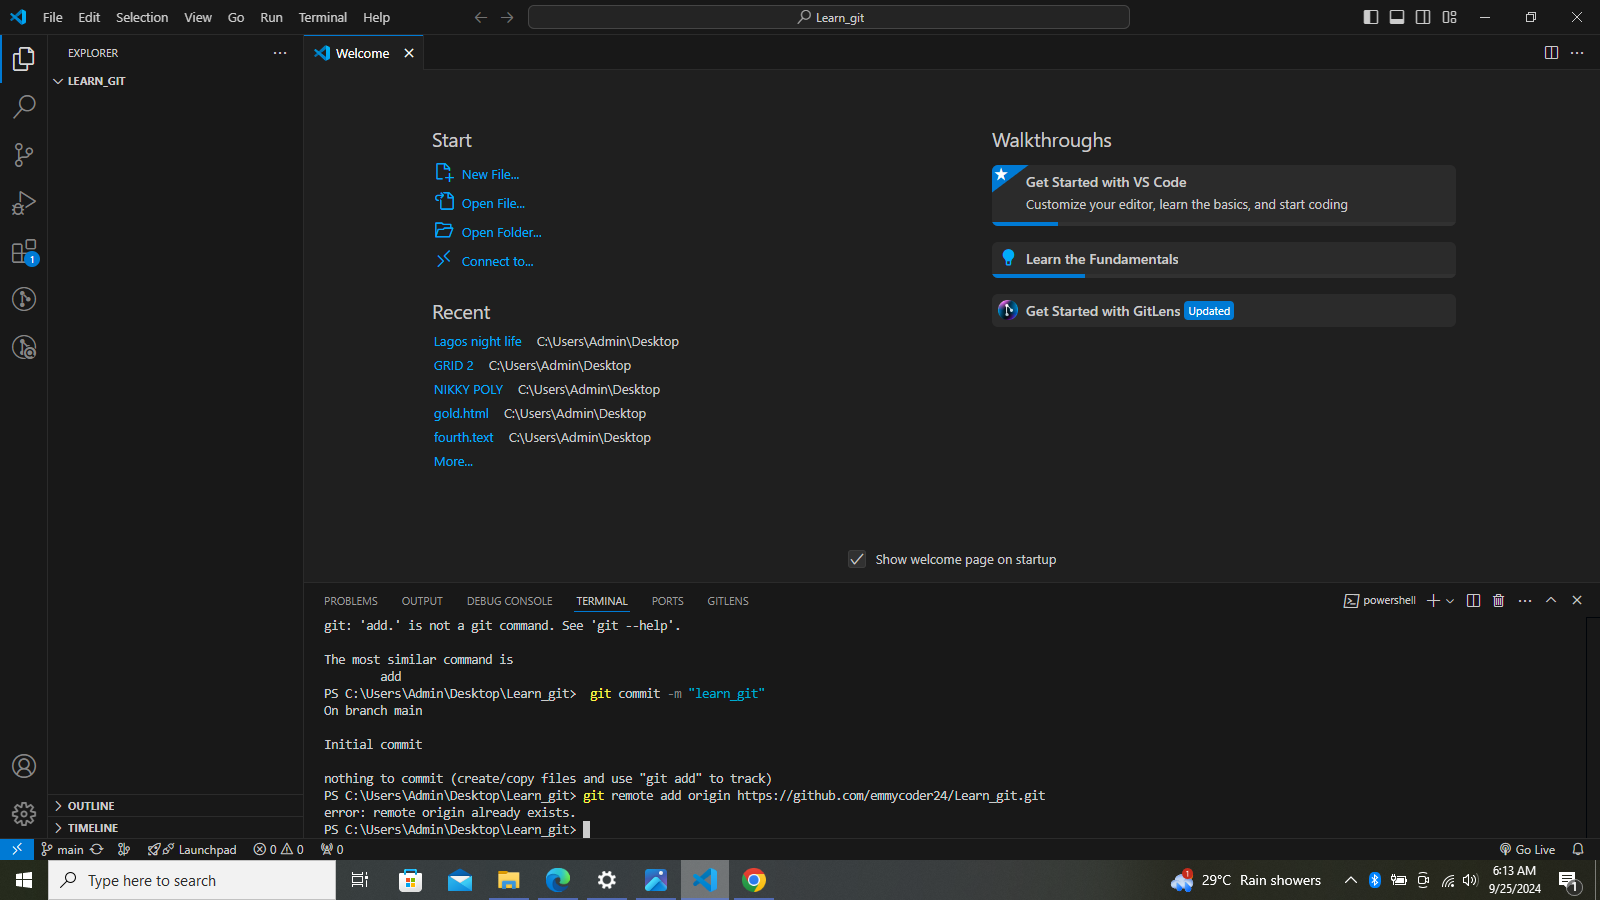 File Edit Selection View Go Run Terminal Help
Learn_git
EXPLORER
LEARN_GIT
Welcome
Start
New File...
Open File...
Open Folder...
Connect to...
Recent
Lagos night life C:\Users\Admin\Desktop
GRID 2 C:\Users\Admin\Desktop
NIKKY POLY C:\Users\Admin\Desktop
gold.html C:\Users\Admin\Desktop
fourth.text C:\Users\Admin\Desktop
More...
Walkthroughs
Get Started with VS Code
Customize your editor, learn the basics, and start coding
Learn the Fundamentals
Get Started with GitLens Updated
Show welcome page on startup
1
PROBLEMS OUTPUT DEBUG CONSOLE TERMINAL PORTS GITLENS
powershell
git: 'add.' is not a git command. See 'git --help'.
The most similar command is
add
PS C:\Users\Admin\Desktop\Learn_git>  git commit -m "learn_git"
On branch main
Initial commit
nothing to commit (create/copy files and use "git add" to track)
PS C:\Users\Admin\Desktop\Learn_git> git remote add origin https://github.com/emmycoder24/Learn_git.git
error: remote origin already exists.
PS C:\Users\Admin\Desktop\Learn_git>
OUTLINE
TIMELINE
main Launchpad 0 0 0 Go Live
Type here to search
1 29°C Rain showers
6:13 AM
9/25/2024
1